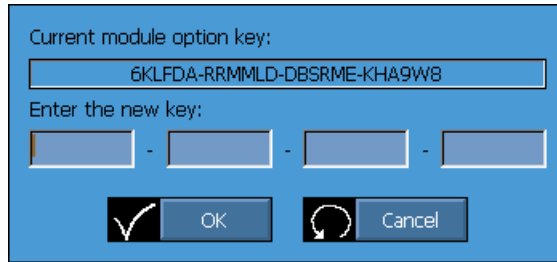 Current module option key:
6KLFDA-RRMMLD-DBSRME-KHA9W8
Enter the new key:
- - -
OK Cancel